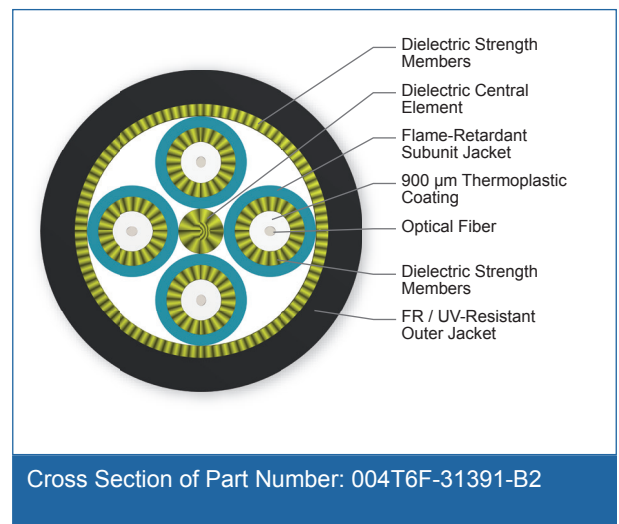 Dielectric Strength
Members
Dielectric Central
Element
Flame-Retardant
Subunit Jacket
900 µm Thermoplastic
Coating
Optical Fiber
Dielectric Strength
Members
FR / UV-Resistant
Outer Jacket
Cross Section of Part Number: 004T6F-31391-B2